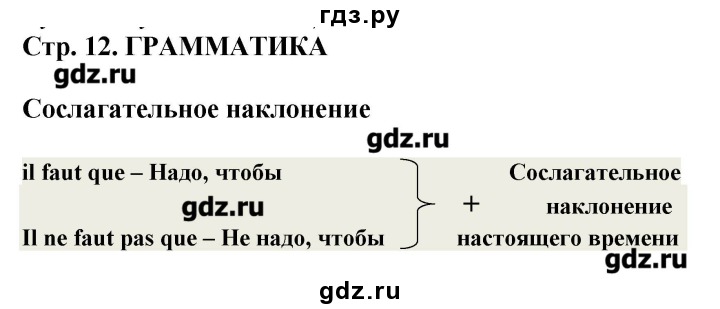 гдз.ру
Стр. 12. ГРАММАТИКА
gdz.ru
Сослагательное наклонение
gdz.ru
il faut que – Надо, чтобы
Il ne faut pas que – Не надо, чтобы
+
Сослагательное
наклонение
настоящего времени
gdz.ru
gdz.ru
gdz.ru